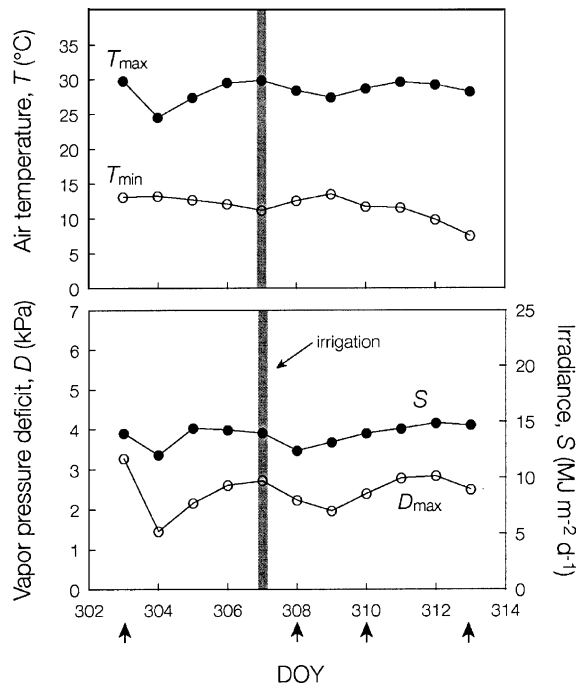 Air temperature, T (°C)
35
30
25
20
15
10
5
0
Tmax
Tmin
Vapor pressure deficit, D (kPa)
7
6
5
4
3
2
1
0
irrigation
S
Dmax
25
20
15
10
5
0
Irradiance, S (MJ m-2 d-1)
302 304 306 308 310 312 314
DOY